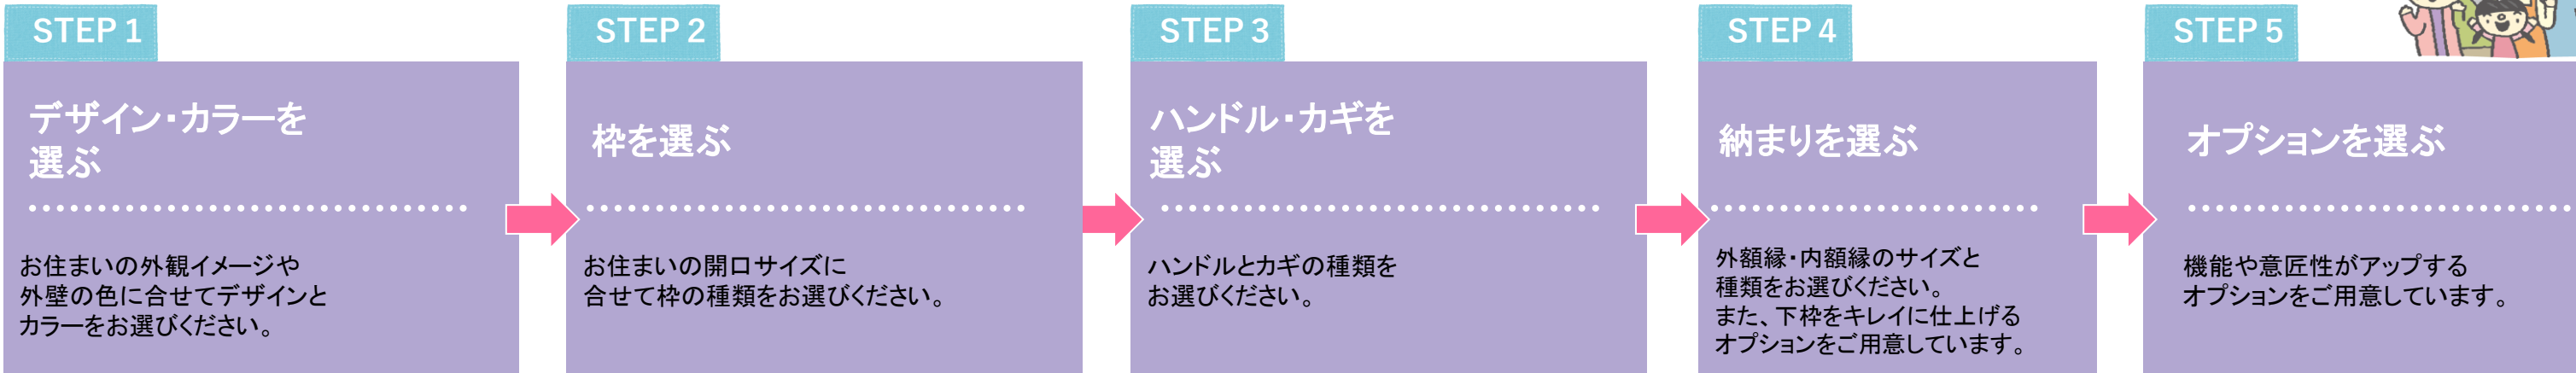 STEP 1
デザイン・カラーを
選ぶ
お住まいの外観イメージや
外壁の色に合せてデザインと
カラーをお選びください。
STEP 2
枠を選ぶ
お住まいの開口サイズに
合せて枠の種類をお選びください。
STEP 3
ハンドル・カギを
選ぶ
ハンドルとカギの種類を
お選びください。
STEP 4
納まりを選ぶ
外額縁・内額縁のサイズと
種類をお選びください。
また、下枠をキレイに仕上げる
オプションをご用意しています。
STEP 5
オプションを選ぶ
機能や意匠性がアップする
オプションをご用意しています。